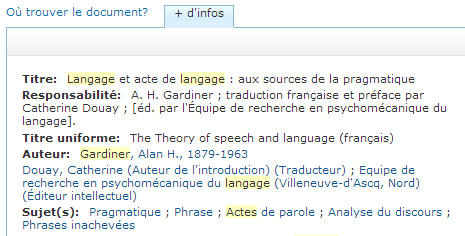 Où trouver le document? + d'infos
Titre: Langage et acte de langage : aux sources de la pragmatique
Responsabilité: A. H. Gardiner ; traduction française et préface par
Catherine Douay ; [éd. par l'Équipe de recherche en psychomécanique du
langage].
Titre uniforme: The Theory of speech and language (français)
Auteur: Gardiner, Alan H., 1879-1963
Douay, Catherine (Auteur de l'introduction) (Traducteur) ; Equipe de
recherche en psychomécanique du langage (Villeneuve-d'Ascq, Nord)
(Éditeur intellectuel)
Sujet(s): Pragmatique ; Phrase ; Actes de parole ; Analyse du discours ;
Phrases inachevées